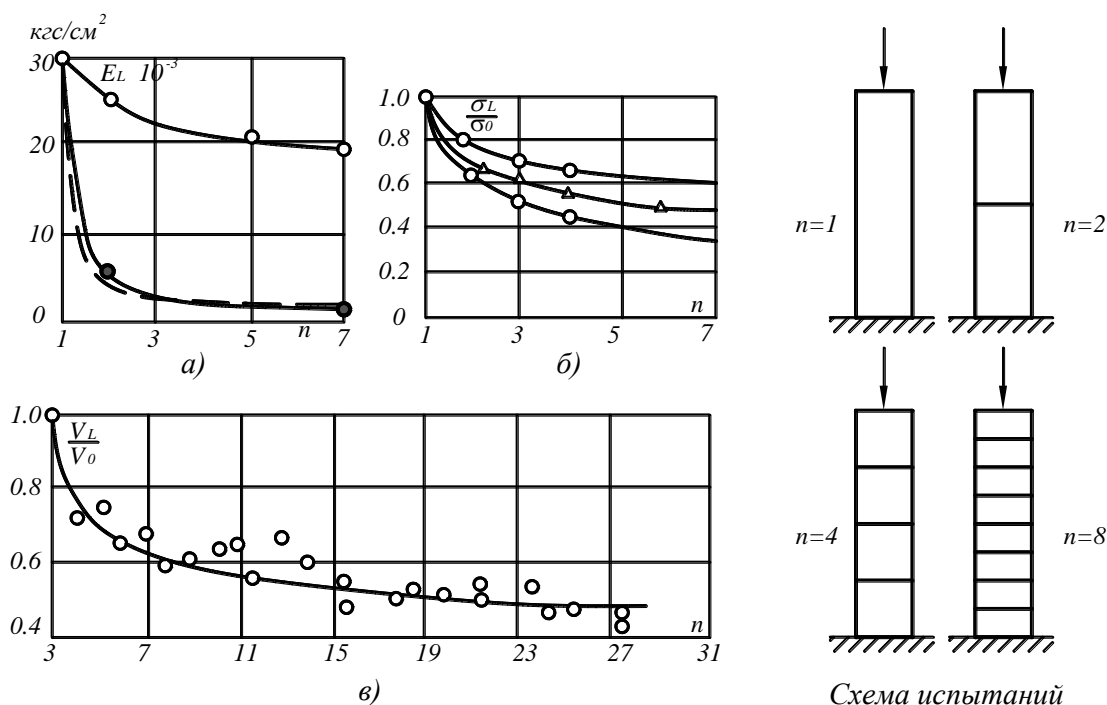 кгс/см²
30
E_L 10⁻³
20
10
0
1 3 5 n 7
а)
1.0
σ_L/σ_0
0.8
0.6
0.4
0.2
0
n
1 3 5 7
б)
n=1
n=2
1.0
V_L/V_0
0.8
0.6
0.4
n
3 7 11 15 19 23 27 31
в)
n=4
n=8
Схема испытаний